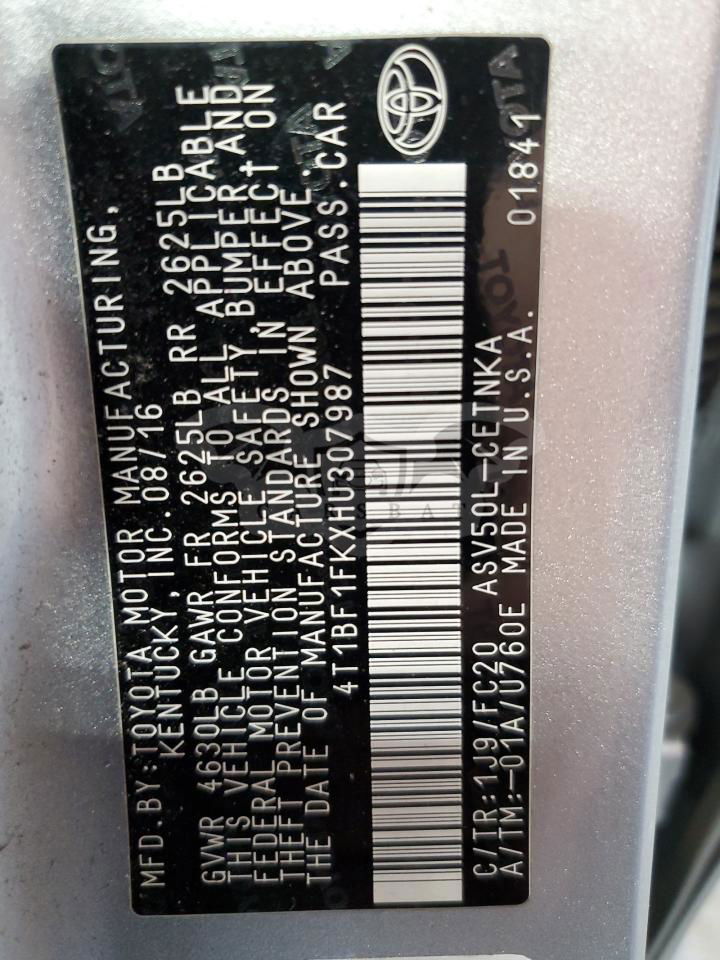 MFD.BY:TOYOTA MOTOR MANUFACTURING,
KENTUCKY, INC. 08/16
GVWR 4630LB GAWR FR 2625LB RR 2625LB
THIS VEHICLE CONFORMS TO ALL APPLICABLE
FEDERAL MOTOR VEHICLE SAFETY, BUMPER AND
THEFT PREVENTION STANDARDS IN EFFECT ON
THE DATE OF MANUFACTURE SHOWN ABOVE.
4T1BF1FKXHU307987 PASS.CAR
C/TR:1J9/FC20 ASV50L-CETNKA 01841
A/TM:-01A/U760E MADE IN U.S.A.